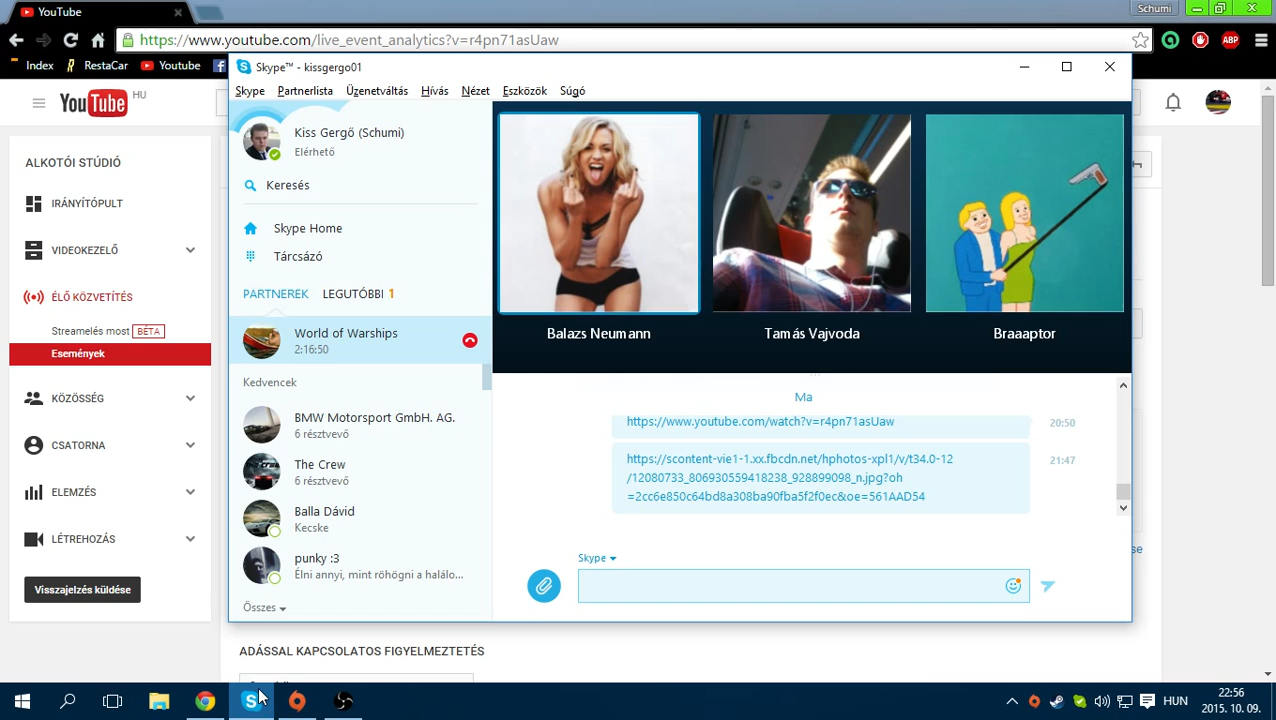 YouTube
Schumi
https://www.youtube.com/live_event_analytics?v=r4pn71asUaw
ABP
Index
RestaCar
Youtube
Skype™ - kissgergo01
YouTube HU
Skype Partnerlista Üzenetváltás Hívás Nézet Eszközök Súgó
ALKOTÓI STÚDIÓ
IRÁNYÍTÓPULT
VIDEOKEZELŐ
ÉLŐ KÖZVETÍTÉS
Streamelés most BÉTA
Események
KÖZÖSSÉG
CSATORNA
ELEMZÉS
LÉTREHOZÁS
Visszajelzés küldése
Kiss Gergő (Schumi)
Elérhető
Keresés
Skype Home
Tárcsázó
PARTNEREK LEGUTÓBBI 1
World of Warships
2:16:50
Kedvencek
BMW Motorsport GmbH. AG.
6 résztvevő
The Crew
6 résztvevő
Balla Dávid
Kecske
punky :3
Élni annyi, mint röhögni a halálo...
Összes
Balazs Neumann
Tamás Vajvoda
Braaaptor
Ma
https://www.youtube.com/watch?v=r4pn71asUaw
20:50
https://scontent-vie1-1.xx.fbcdn.net/hphotos-xpl1/v/t34.0-12
/12080733_806930559418238_928899098_n.jpg?oh
=2cc6e850c64bd8a308ba90fba5f2f0ec&oe=561AAD54
21:47
Skype
se
ADÁSSAL KAPCSOLATOS FIGYELMEZTETÉS
HUN
22:56
2015. 10. 09.